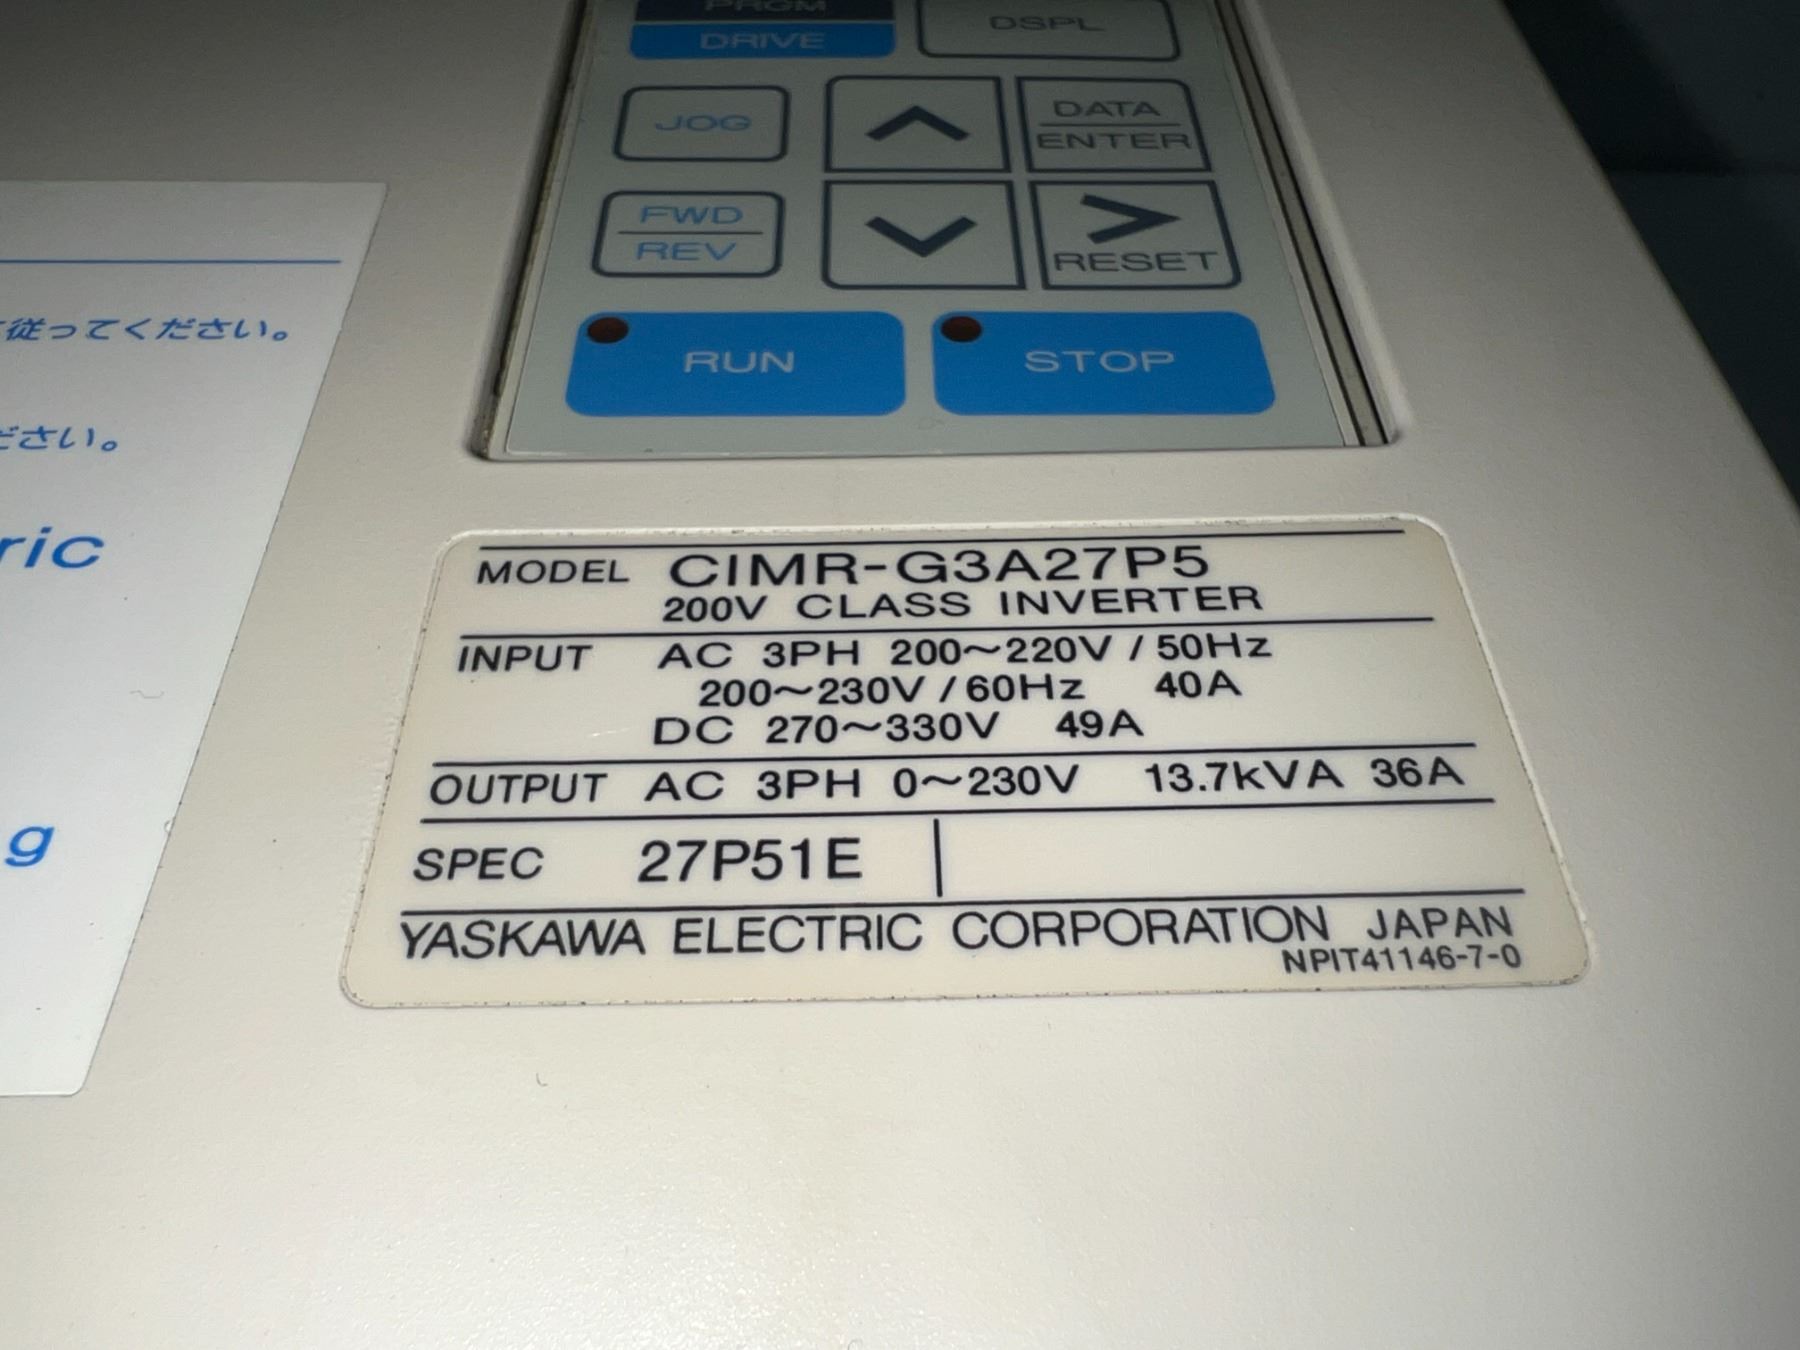 PRGM
DRIVE
DSPL
JOG
DATA
ENTER
FWD
REV
RESET
RUN
STOP
従ってください。
ださい。
ric
g
MODEL CIMR-G3A27P5
200V CLASS INVERTER
INPUT AC 3PH 200~220V / 50Hz
200~230V / 60Hz 40A
DC 270~330V 49A
OUTPUT AC 3PH 0~230V 13.7kVA 36A
SPEC 27P51E
YASKAWA ELECTRIC CORPORATION JAPAN
NPIT41146-7-0